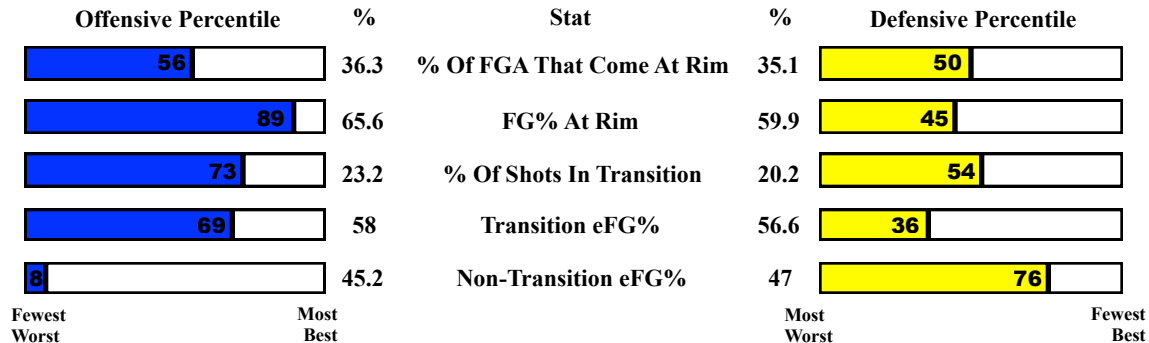 Offensive Percentile % Stat % Defensive Percentile
56 36.3 % Of FGA That Come At Rim 35.1 50
89 65.6 FG% At Rim 59.9 45
73 23.2 % Of Shots In Transition 20.2 54
69 58 Transition eFG% 56.6 36
8 45.2 Non-Transition eFG% 47 76
Fewest Most Most Fewest
Worst Best Worst Best